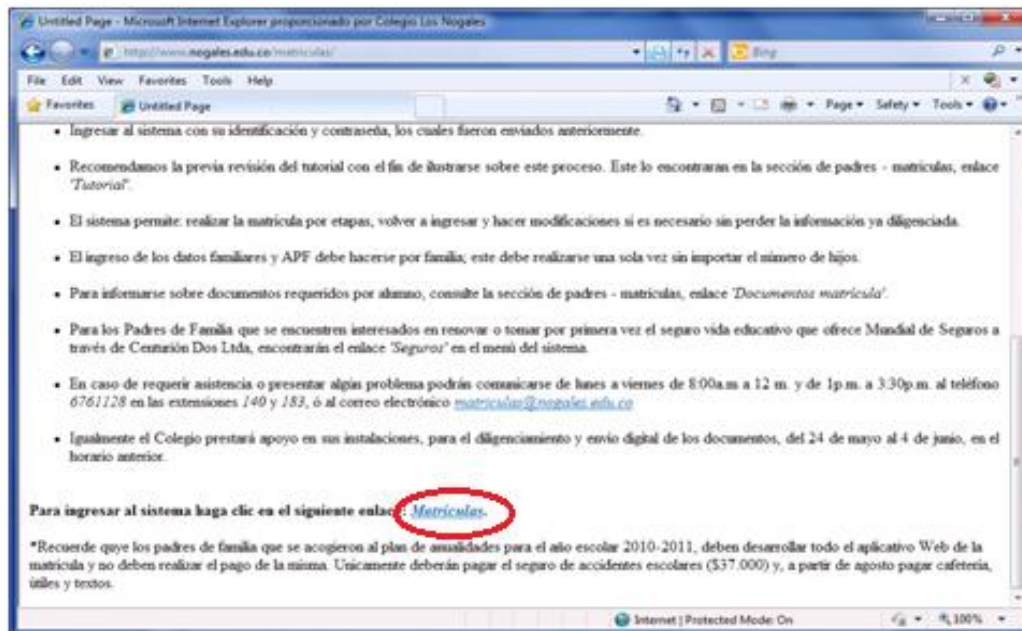 Untitled Page - Microsoft Internet Explorer proporcionado por Colegio Los Nogales
http://www.nogales.edu.co/matriculas/
Bing
File Edit View Favorites Tools Help
Favorites Untitled Page Page Safety Tools
• Ingresar al sistema con su identificación y contraseña, los cuales fueron enviados anteriormente.
• Recomendamos la previa revisión del tutorial con el fin de ilustrarse sobre este proceso. Este lo encontraran en la sección de padres - matriculas, enlace
'Tutorial'.
• El sistema permite: realizar la matrícula por etapas, volver a ingresar y hacer modificaciones si es necesario sin perder la información ya diligenciada.
• El ingreso de los datos familiares y APF debe hacerse por familia; este debe realizarse una sola vez sin importar el número de hijos.
• Para informarse sobre documentos requeridos por alumno, consulte la sección de padres - matriculas, enlace 'Documentos matrícula'.
• Para los Padres de Familia que se encuentren interesados en renovar o tomar por primera vez el seguro vida educativo que ofrece Mundial de Seguros a
través de Centurión Dos Ltda, encontrarán el enlace 'Seguros' en el menú del sistema.
• En caso de requerir asistencia o presentar algún problema podrán comunicarse de lunes a viernes de 8:00a.m a 12 m. y de 1p.m. a 3:30p.m. al teléfono
6761128 en las extensiones 140 y 183, ó al correo electrónico matriculas@nogales.edu.co
• Igualmente el Colegio prestará apoyo en sus instalaciones, para el diligenciamiento y envio digital de los documentos, del 24 de mayo al 4 de junio, en el
horario anterior.
Para ingresar al sistema haga clic en el siguiente enlace: Matrículas.
*Recuerde quye los padres de familia que se acogieron al plan de anualidades para el año escolar 2010-2011, deben desarrollar todo el aplicativo Web de la
matrícula y no deben realizar el pago de la misma. Unicamente deberán pagar el seguro de accidentes escolares ($37.000) y, a partir de agosto pagar cafetería,
útiles y textos.
Internet | Protected Mode: On 100%